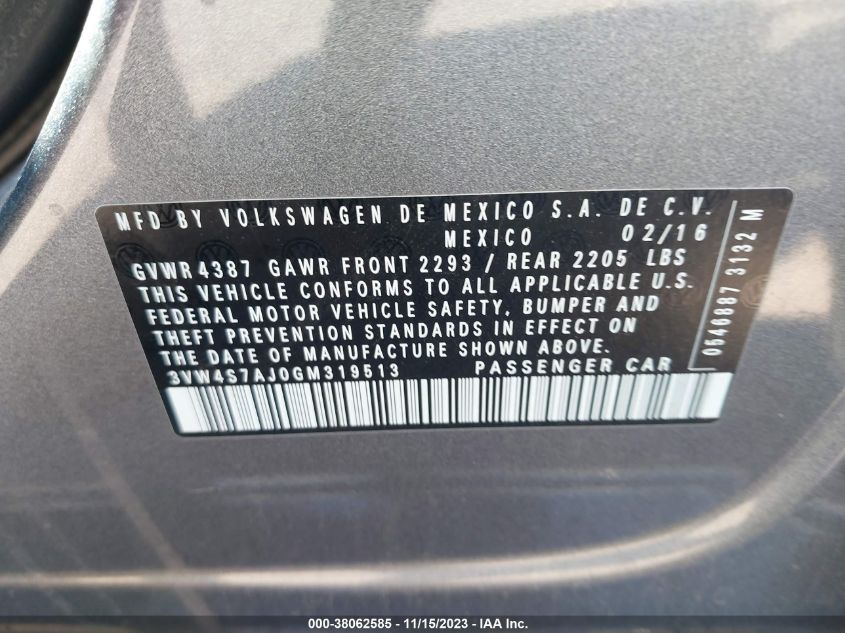 MFD BY VOLKSWAGEN DE MEXICO S.A. DE C.V.
MEXICO 02/16
GVWR 4387 GAWR FRONT 2293 / REAR 2205 LBS
THIS VEHICLE CONFORMS TO ALL APPLICABLE U.S.
FEDERAL MOTOR VEHICLE SAFETY, BUMPER AND
THEFT PREVENTION STANDARDS IN EFFECT ON
THE DATE OF MANUFACTURE SHOWN ABOVE.
3VW4S7AJ0GM319513 PASSENGER CAR
0546887 3132 M
000-38062585 - 11/15/2023 - IAA Inc.